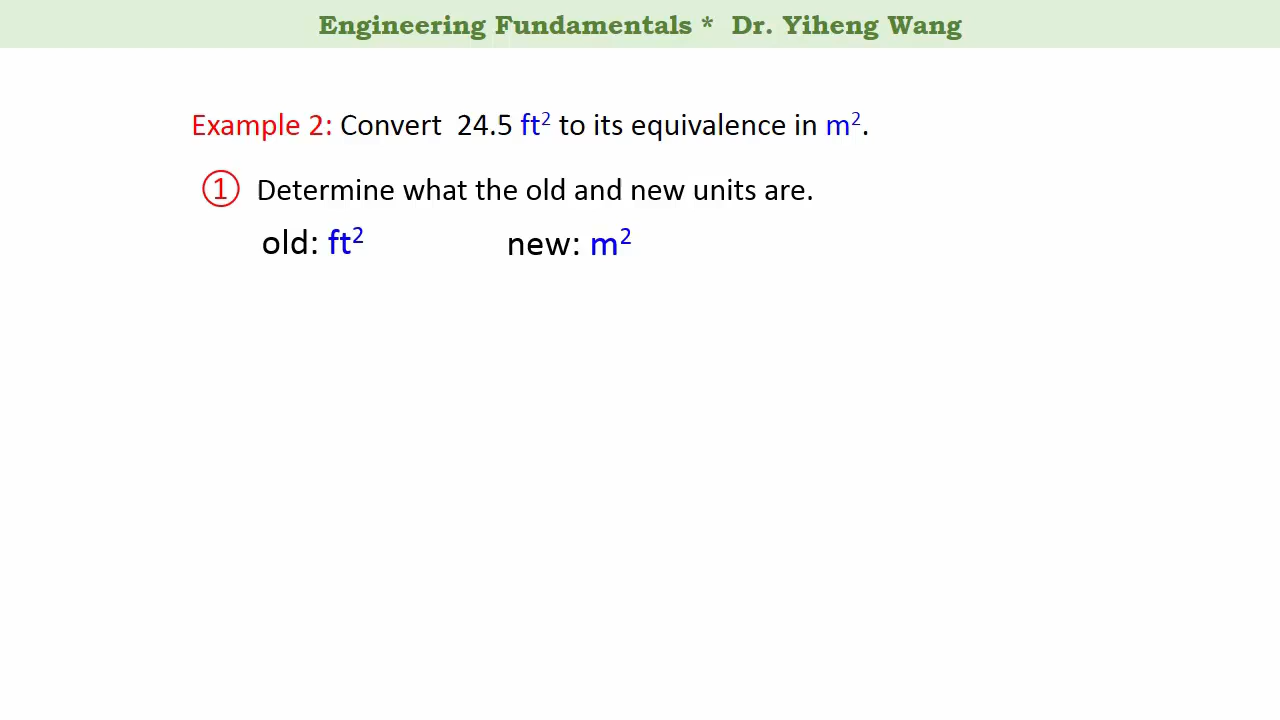 Engineering Fundamentals * Dr. Yiheng Wang
Example 2: Convert 24.5 ft² to its equivalence in m².
① Determine what the old and new units are.
old: ft² new: m²